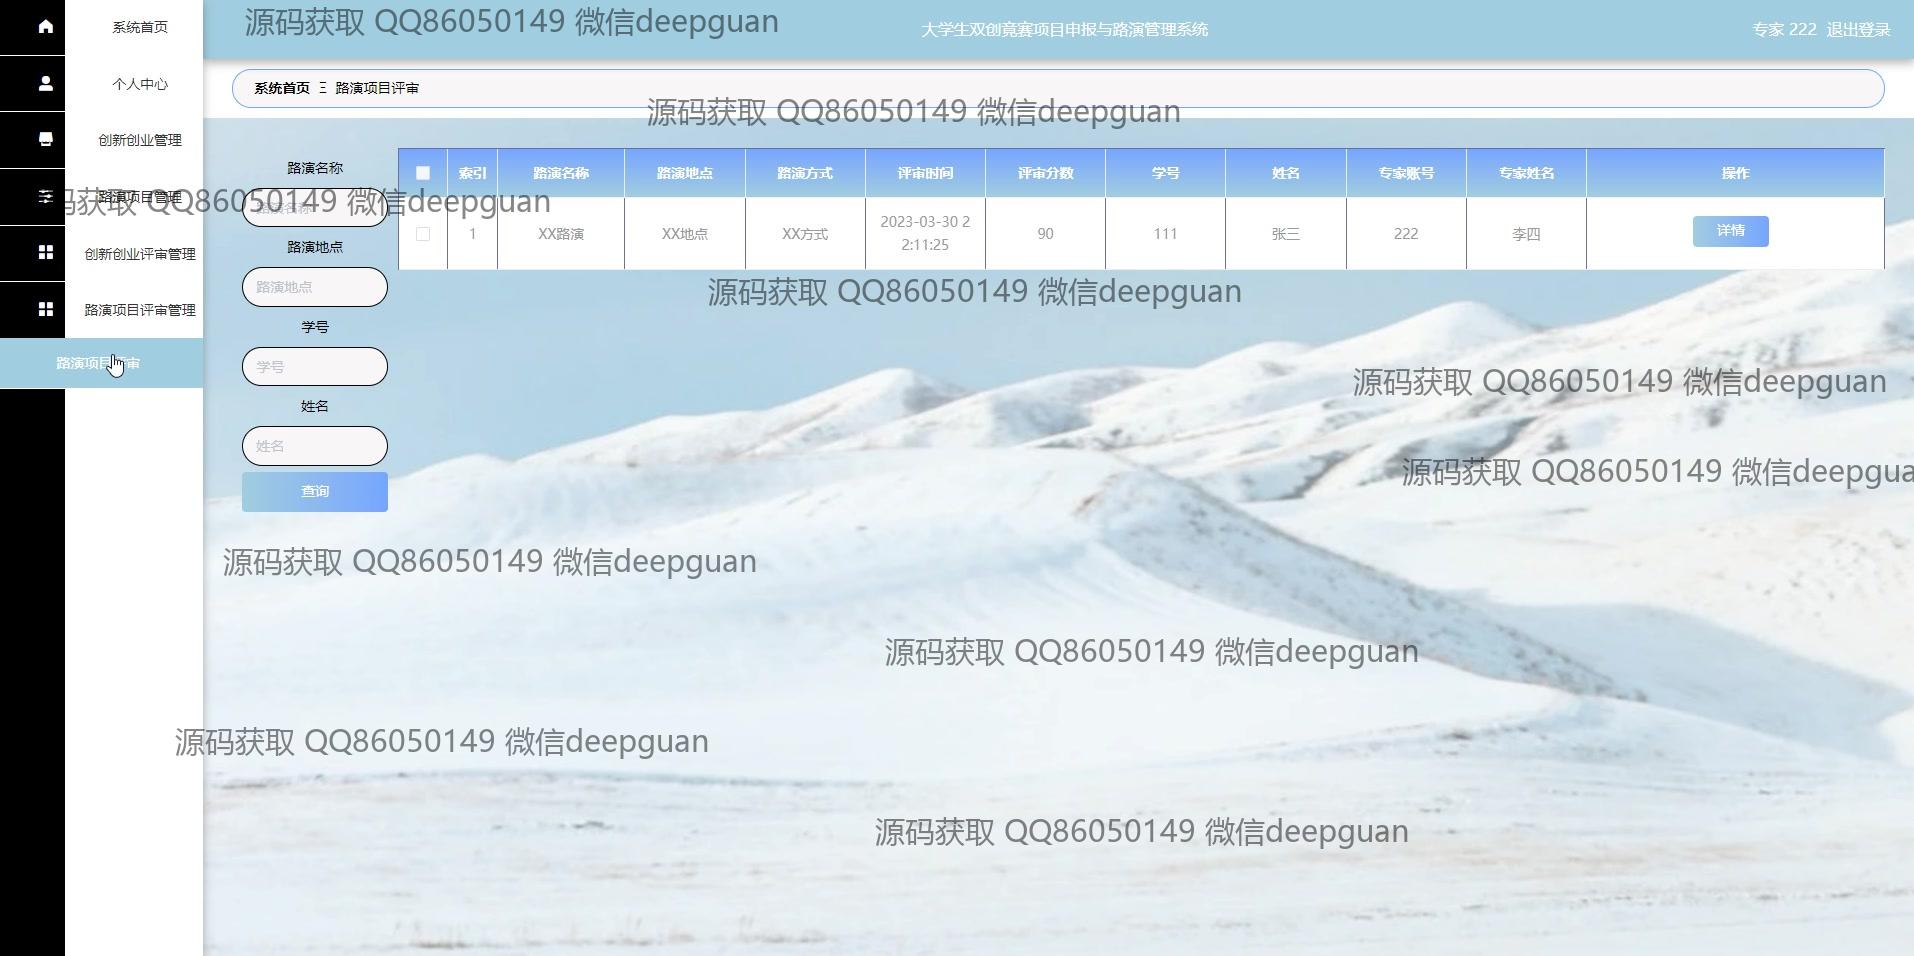 系统首页
个人中心
创新创业管理
路演项目管理
创新创业评审管理
路演项目评审管理
路演项目评审
源码获取 QQ86050149 微信deepguan
大学生双创竟赛项目申报与路演管理系统
专家 222 退出登录
系统首页 Ξ 路演项目评审
源码获取 QQ86050149 微信deepguan
路演名称
路演名称
路演地点
路演地点
学号
学号
姓名
姓名
查询
索引 路演名称 路演地点 路演方式 评审时间 评审分数 学号 姓名 专家账号 专家姓名 操作
1 XX路演 XX地点 XX方式 2023-03-30 2
2:11:25 90 111 张三 222 李四 详情
码获取 QQ86050149 微信deepguan
源码获取 QQ86050149 微信deepguan
源码获取 QQ86050149 微信deepguan
源码获取 QQ86050149 微信deepgua
源码获取 QQ86050149 微信deepguan
源码获取 QQ86050149 微信deepguan
源码获取 QQ86050149 微信deepguan
源码获取 QQ86050149 微信deepguan